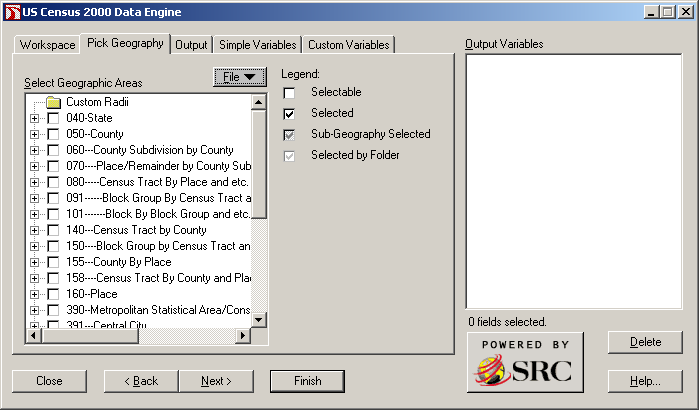 US Census 2000 Data Engine
Workspace
Pick Geography
Output
Simple Variables
Custom Variables
Select Geographic Areas
File
Custom Radii
040-State
050--County
060---County Subdivision by County
070----Place/Remainder by County Sub
080-----Census Tract By Place and etc.
091------Block Group By Census Tract a
101------Block By Block Group and etc.
140---Census Tract by County
150----Block Group by Census Tract an
155---County By Place
158----Census Tract By County and Plac
160--Place
390--Metropolitan Statistical Area/Cons
391---Central City
Legend:
Selectable
Selected
Sub-Geography Selected
Selected by Folder
Output Variables
0 fields selected.
POWERED BY
SRC
Delete
Help...
Close
< Back
Next >
Finish